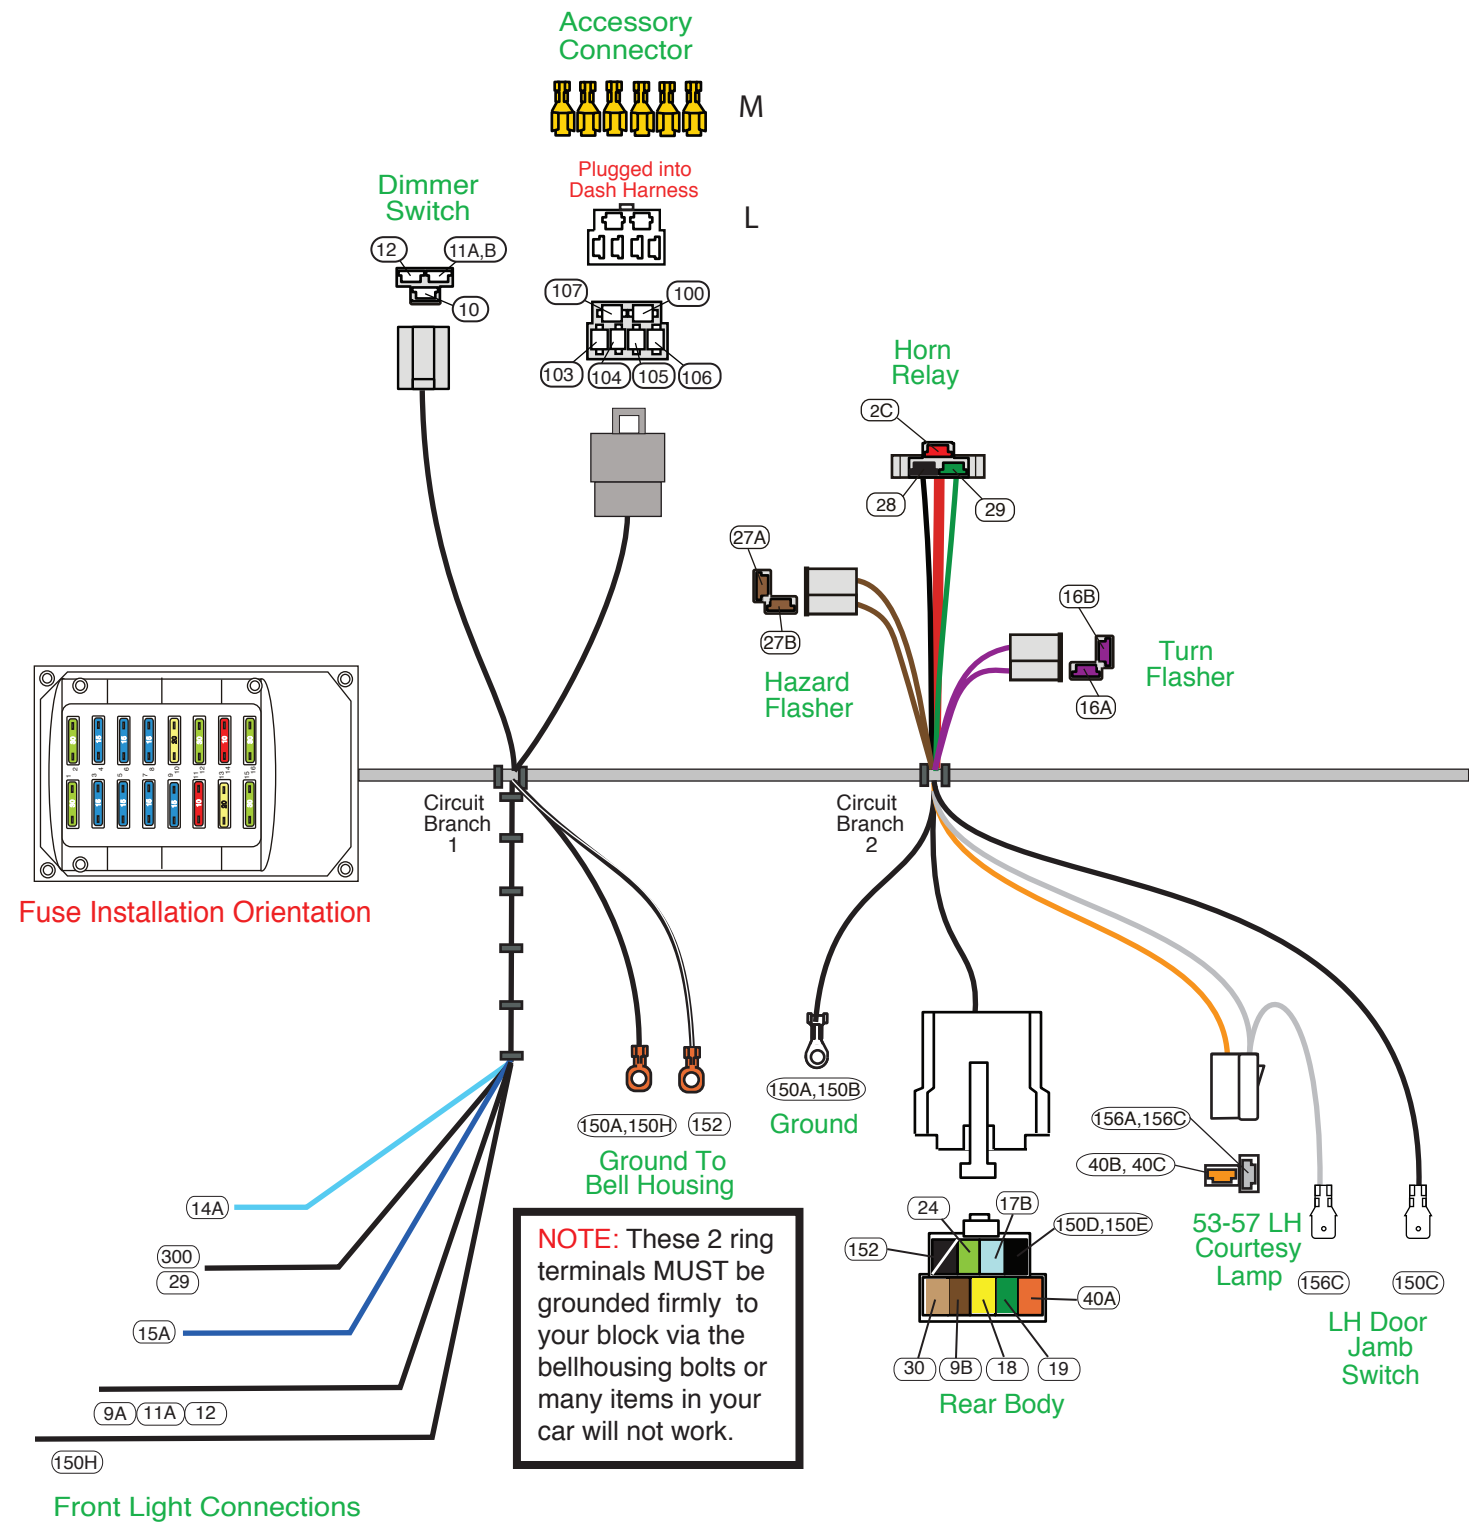 Accessory
Connector
M
Plugged into
Dash Harness
L
Dimmer
Switch
12
11A,B
10
107
100
103
104
105
106
Horn
Relay
2C
28
29
27A
27B
Hazard
Flasher
16B
16A
Turn
Flasher
Fuse Installation Orientation
Circuit
Branch
1
Circuit
Branch
2
14A
300
29
15A
9A
11A
12
150H
Front Light Connections
150A,150H
152
Ground To
Bell Housing
NOTE: These 2 ring
terminals MUST be
grounded firmly to
your block via the
bellhousing bolts or
many items in your
car will not work.
150A,150B
Ground
24
17B
150D,150E
152
40A
30
9B
18
19
Rear Body
156A,156C
40B, 40C
53-57 LH
Courtesy
Lamp
156C
150C
LH Door
Jamb
Switch